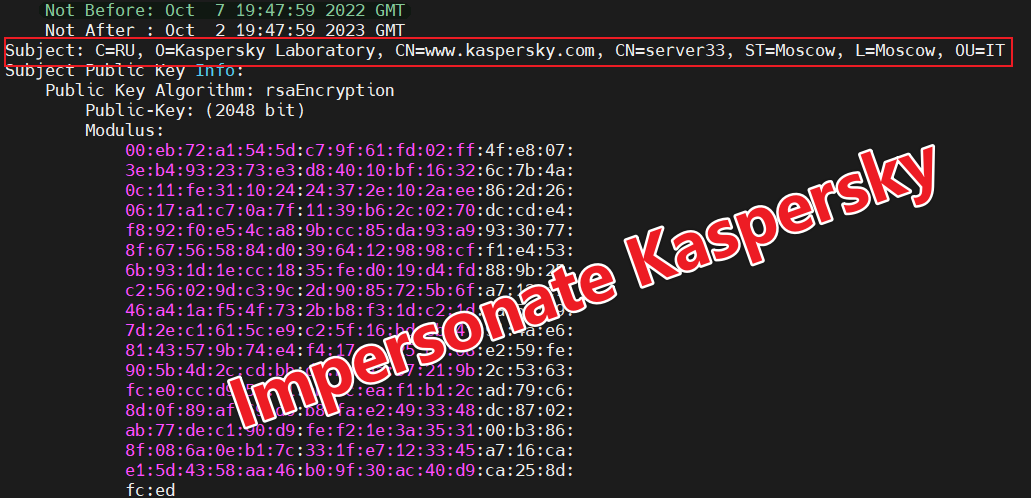 Not Before: Oct  7 19:47:59 2022 GMT
Not After : Oct  2 19:47:59 2023 GMT
Subject: C=RU, O=Kaspersky Laboratory, CN=www.kaspersky.com, CN=server33, ST=Moscow, L=Moscow, OU=IT
Subject Public Key Info:
Public Key Algorithm: rsaEncryption
Public-Key: (2048 bit)
Modulus:
00:eb:72:a1:54:5d:c7:9f:61:fd:02:ff:4f:e8:07:
3e:b4:93:23:73:e3:d8:40:10:bf:16:32:6c:7b:4a:
0c:11:fe:31:10:24:24:37:2e:10:2a:ee:86:2d:26:
06:17:a1:c7:0a:7f:11:39:b6:2c:02:70:dc:cd:e4:
f8:92:f0:e5:4c:a8:9b:cc:85:da:93:a9:93:30:77:
8f:67:56:58:84:d0:39:64:12:98:98:cf:f1:e4:53:
6b:93:1d:1e:cc:18:35:fe:d0:19:d4:fd:88:9b:
c2:56:02:9d:c3:9c:2d:90:85:72:5b:6f:a7:
46:a4:1a:f5:4f:73:2b:b8:f3:1d:c2:1d:
7d:2e:c1:61:5c:e9:c2:5f:16: e6:
81:43:57:9b:74:e4:f4:17 e2:59:fe:
90:5b:4d:2c:cd: 21:9b:2c:53:63:
fc:e0:cc: ea:f1:b1:2c:ad:79:c6:
8d:0f:89: e2:49:33:48:dc:87:02:
ab:77:de:c1:90:d9:fe:f2:1e:3a:35:31:00:b3:86:
8f:08:6a:0e:b1:7c:33:1f:e7:12:33:45:a7:16:ca:
e1:5d:43:58:aa:46:b0:9f:30:ac:40:d9:ca:25:8d:
fc:ed
Impersonate Kaspersky